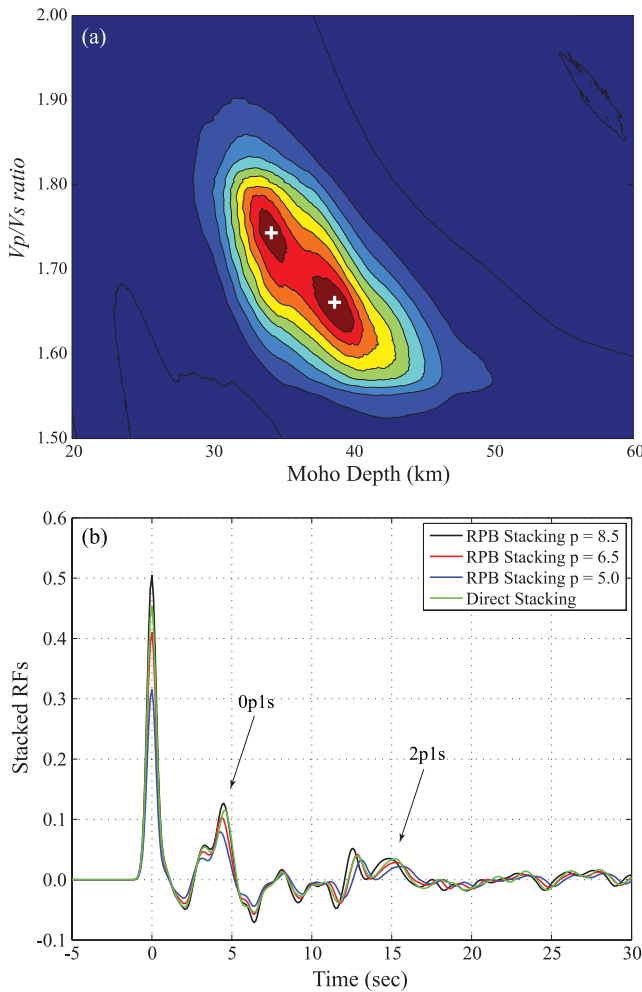 (a)
2.00
1.90
1.80
1.70
1.60
1.50
Vp/Vs ratio
20
30
40
50
60
Moho Depth (km)
(b)
0.6
0.5
0.4
0.3
0.2
0.1
0.0
-0.1
Stacked RFs
RPB Stacking p = 8.5
RPB Stacking p = 6.5
RPB Stacking p = 5.0
Direct Stacking
0p1s
2p1s
-5
0
5
10
15
20
25
30
Time (sec)